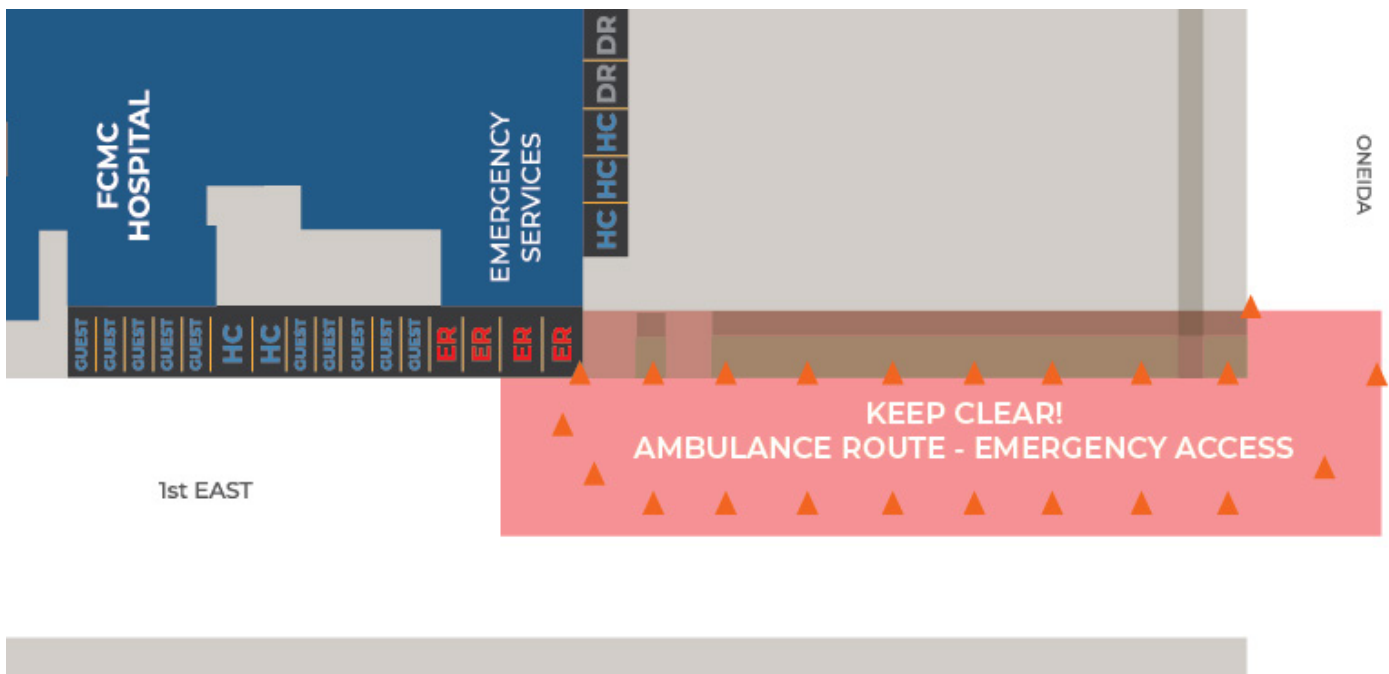 FCMC
HOSPITAL
EMERGENCY
SERVICES
DR
DR
HC
HC
HC
ONEIDA
GUEST
GUEST
GUEST
GUEST
GUEST
HC
HC
GUEST
GUEST
GUEST
GUEST
GUEST
ER
ER
ER
ER
KEEP CLEAR!
AMBULANCE ROUTE - EMERGENCY ACCESS
1st EAST